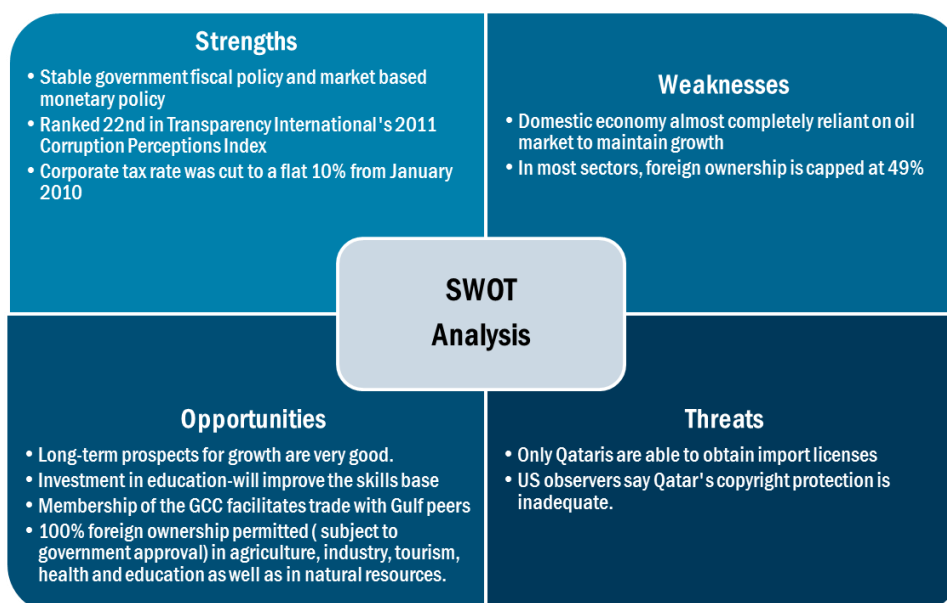 Strengths
• Stable government fiscal policy and market based
monetary policy
• Ranked 22nd in Transparency International's 2011
Corruption Perceptions Index
• Corporate tax rate was cut to a flat 10% from January
2010
Weaknesses
• Domestic economy almost completely reliant on oil
market to maintain growth
• In most sectors, foreign ownership is capped at 49%
SWOT
Analysis
Opportunities
• Long-term prospects for growth are very good.
• Investment in education-will improve the skills base
• Membership of the GCC facilitates trade with Gulf peers
• 100% foreign ownership permitted ( subject to
government approval) in agriculture, industry, tourism,
health and education as well as in natural resources.
Threats
• Only Qataris are able to obtain import licenses
• US observers say Qatar's copyright protection is
inadequate.